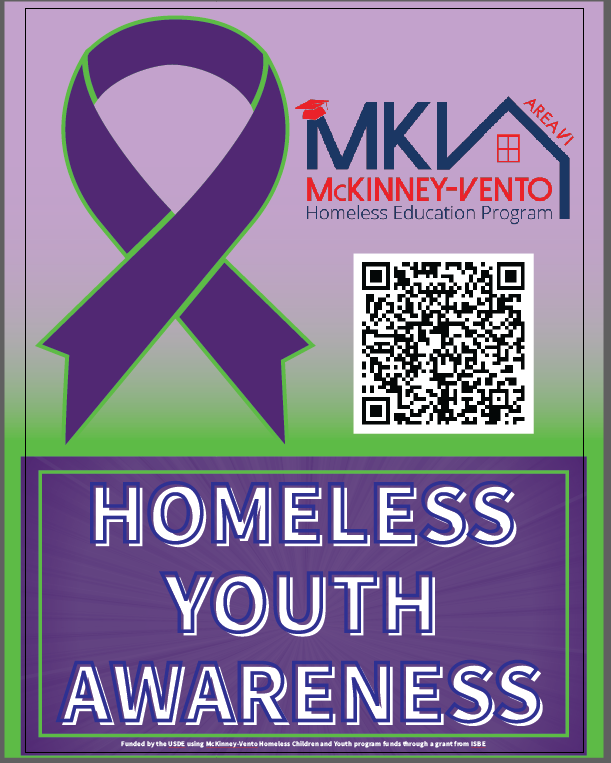 MKV
AREA VI
McKINNEY-VENTO
Homeless Education Program
HOMELESS
YOUTH
AWARENESS
Funded by the USDE using McKinney-Vento Homeless Children and Youth program funds through a grant from ISBE